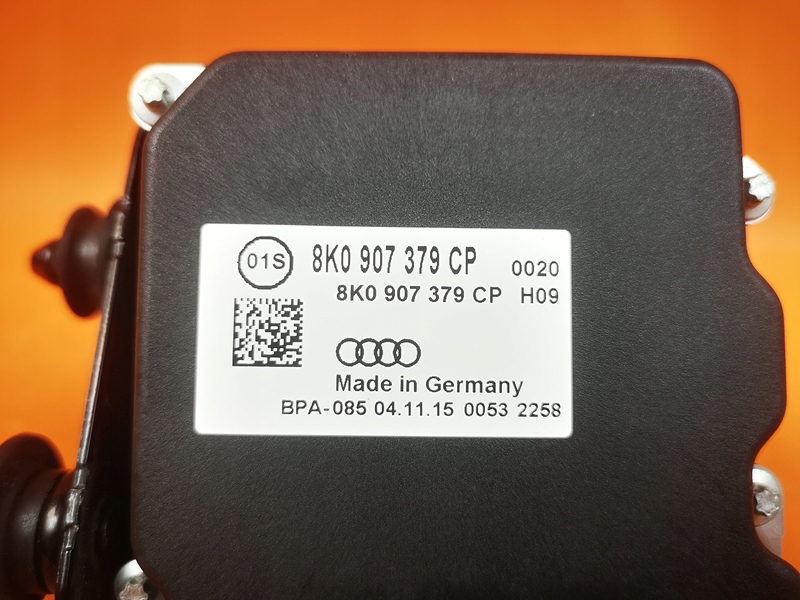 01S 8K0 907 379 CP 0020
8K0 907 379 CP H09
Made in Germany
BPA-085 04.11.15 0053 2258